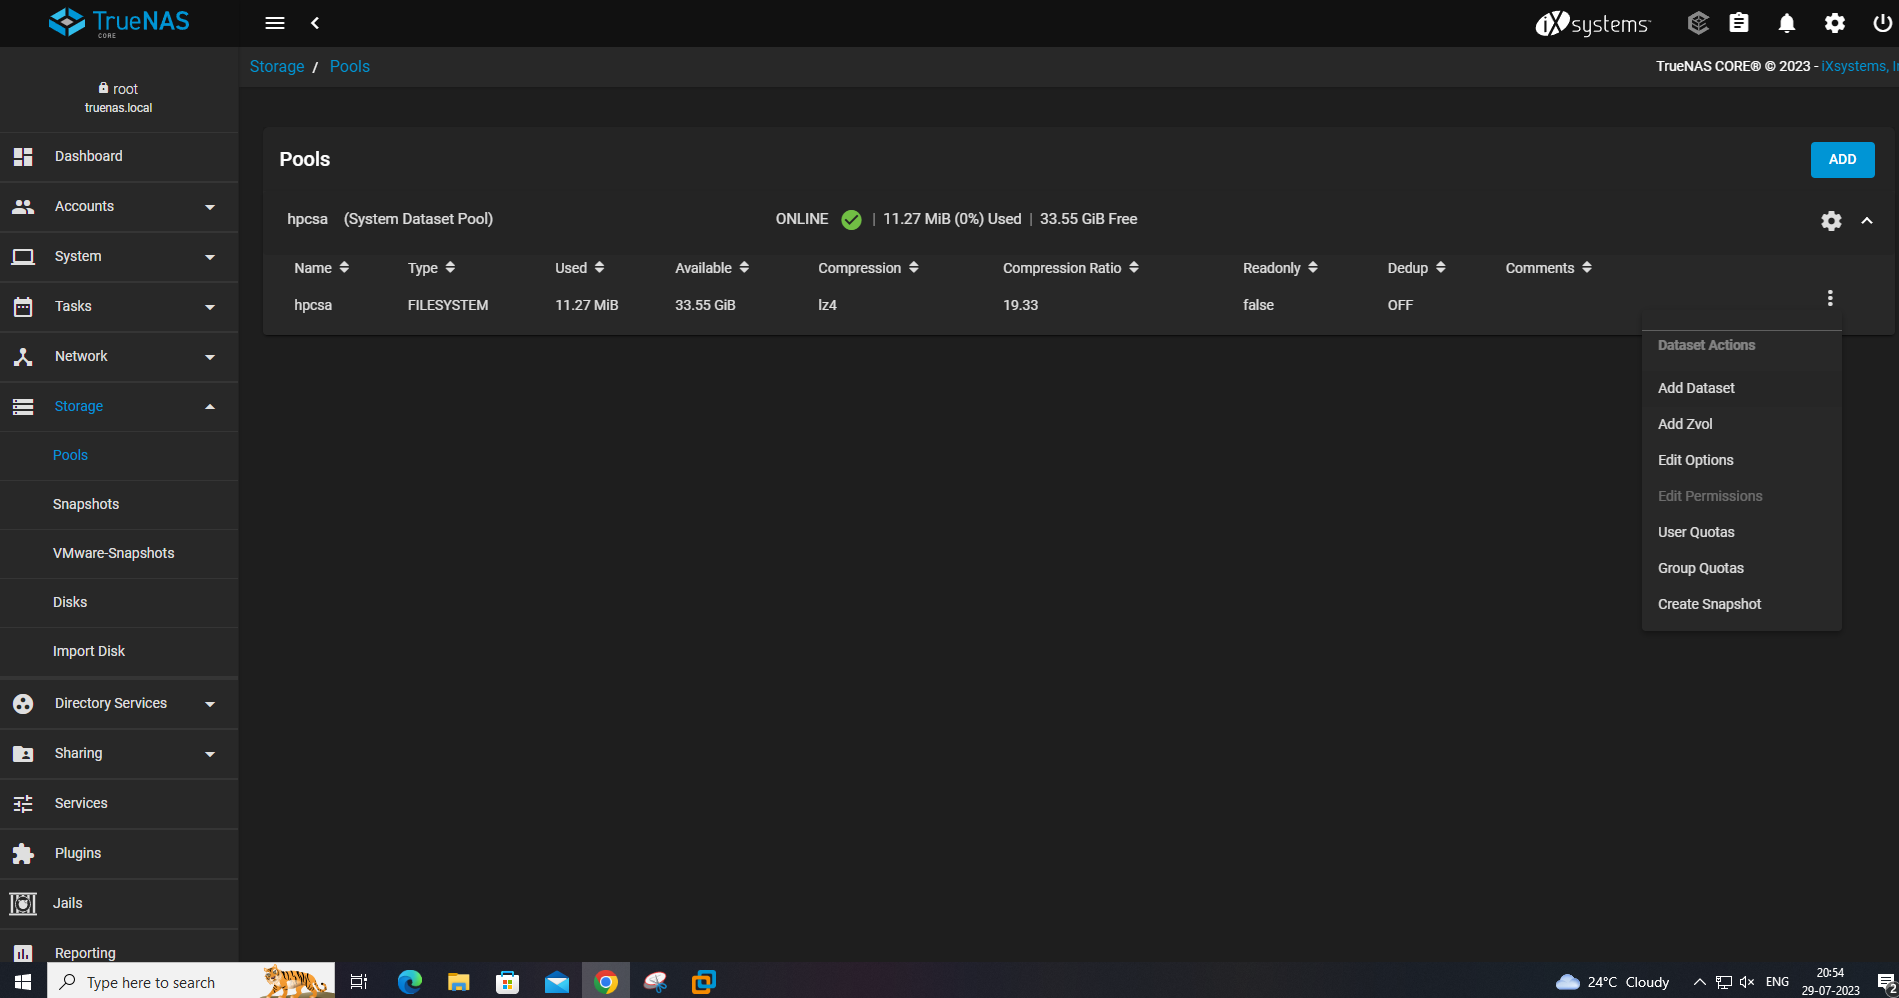 TrueNAS
CORE
iXsystems
Storage / Pools
TrueNAS CORE® © 2023 - iXsystems, I
root
truenas.local
Dashboard
Accounts
System
Tasks
Network
Storage
Pools
Snapshots
VMware-Snapshots
Disks
Import Disk
Directory Services
Sharing
Services
Plugins
Jails
Reporting
Pools
ADD
hpcsa (System Dataset Pool) ONLINE | 11.27 MiB (0%) Used | 33.55 GiB Free
Name Type Used Available Compression Compression Ratio Readonly Dedup Comments
hpcsa FILESYSTEM 11.27 MiB 33.55 GiB lz4 19.33 false OFF
Dataset Actions
Add Dataset
Add Zvol
Edit Options
Edit Permissions
User Quotas
Group Quotas
Create Snapshot
Type here to search
24°C Cloudy
ENG
20:54
29-07-2023
2